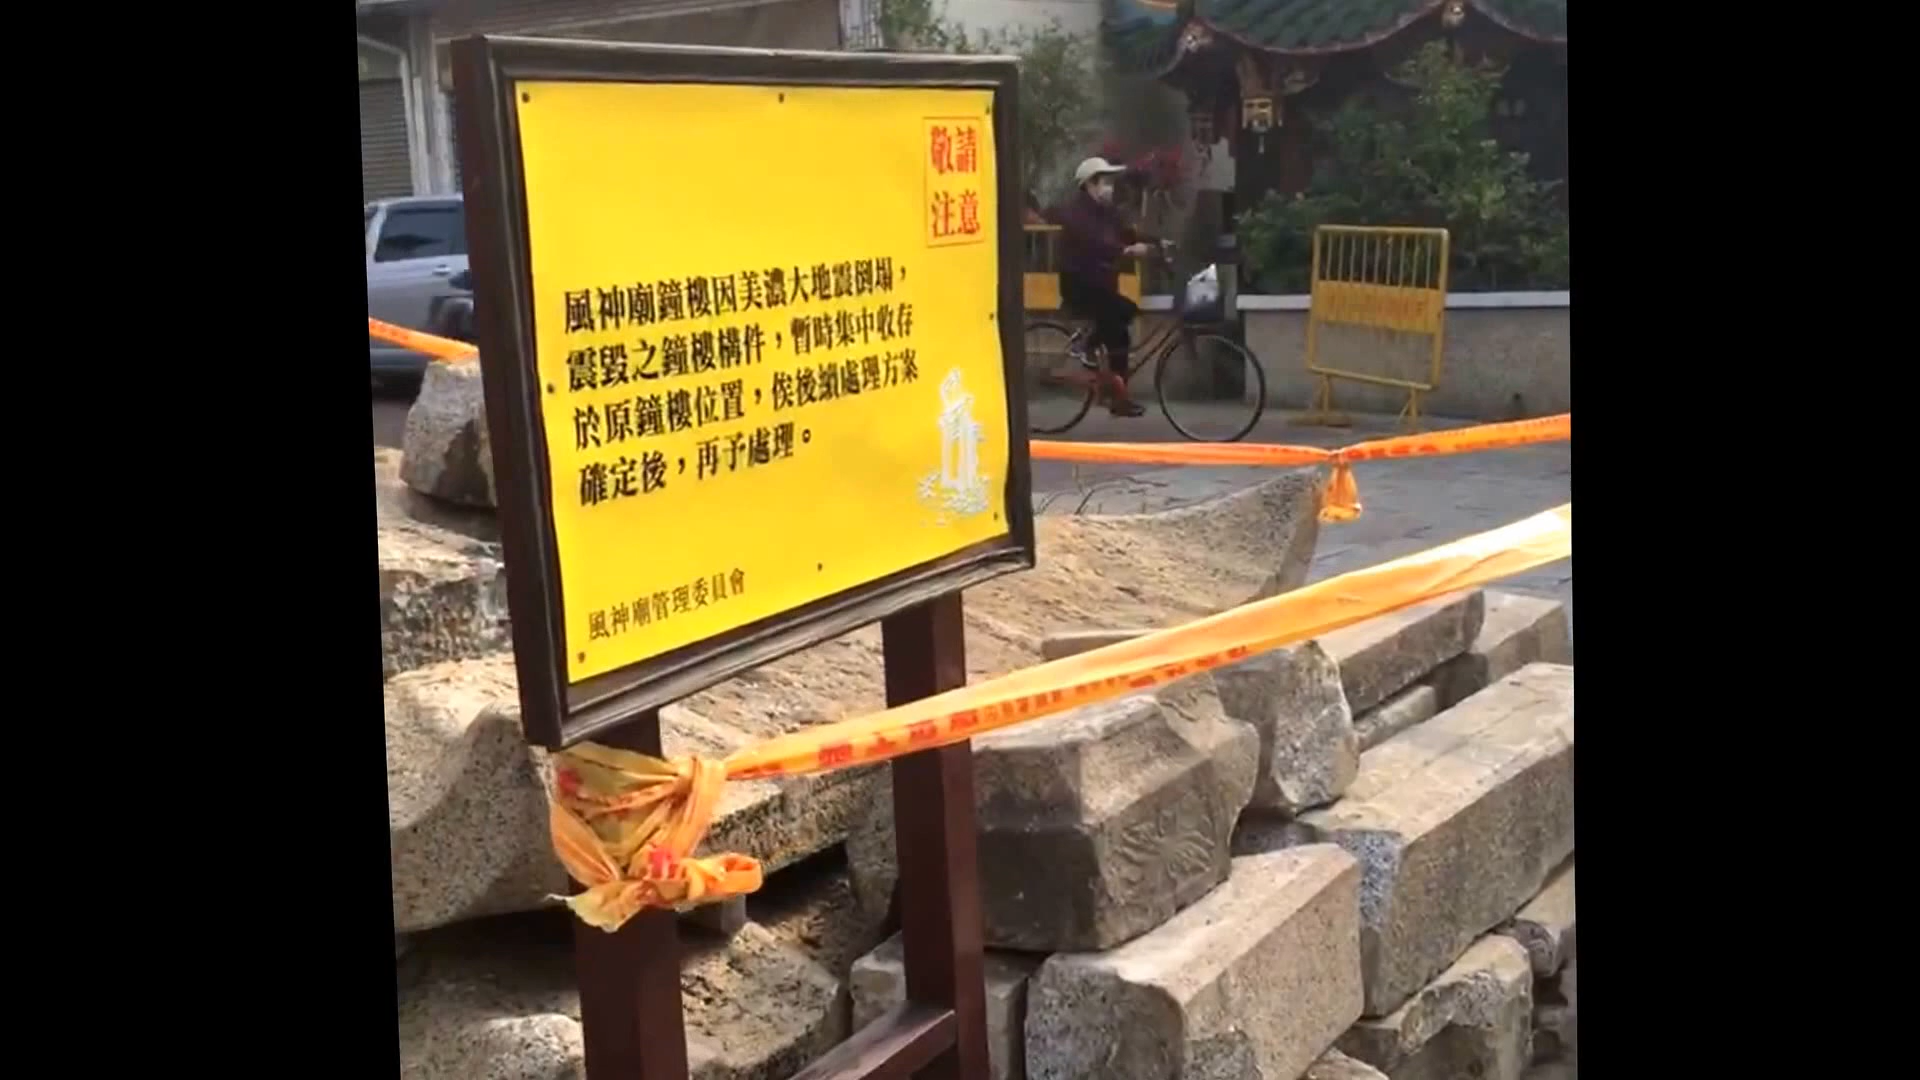 敬請
注意
風神廟鐘樓因美濃大地震倒塌，
震毀之鐘樓構件，暫時集中收存
於原鐘樓位置，俟後續處理方案
確定後，再予處理。
風神廟管理委員會